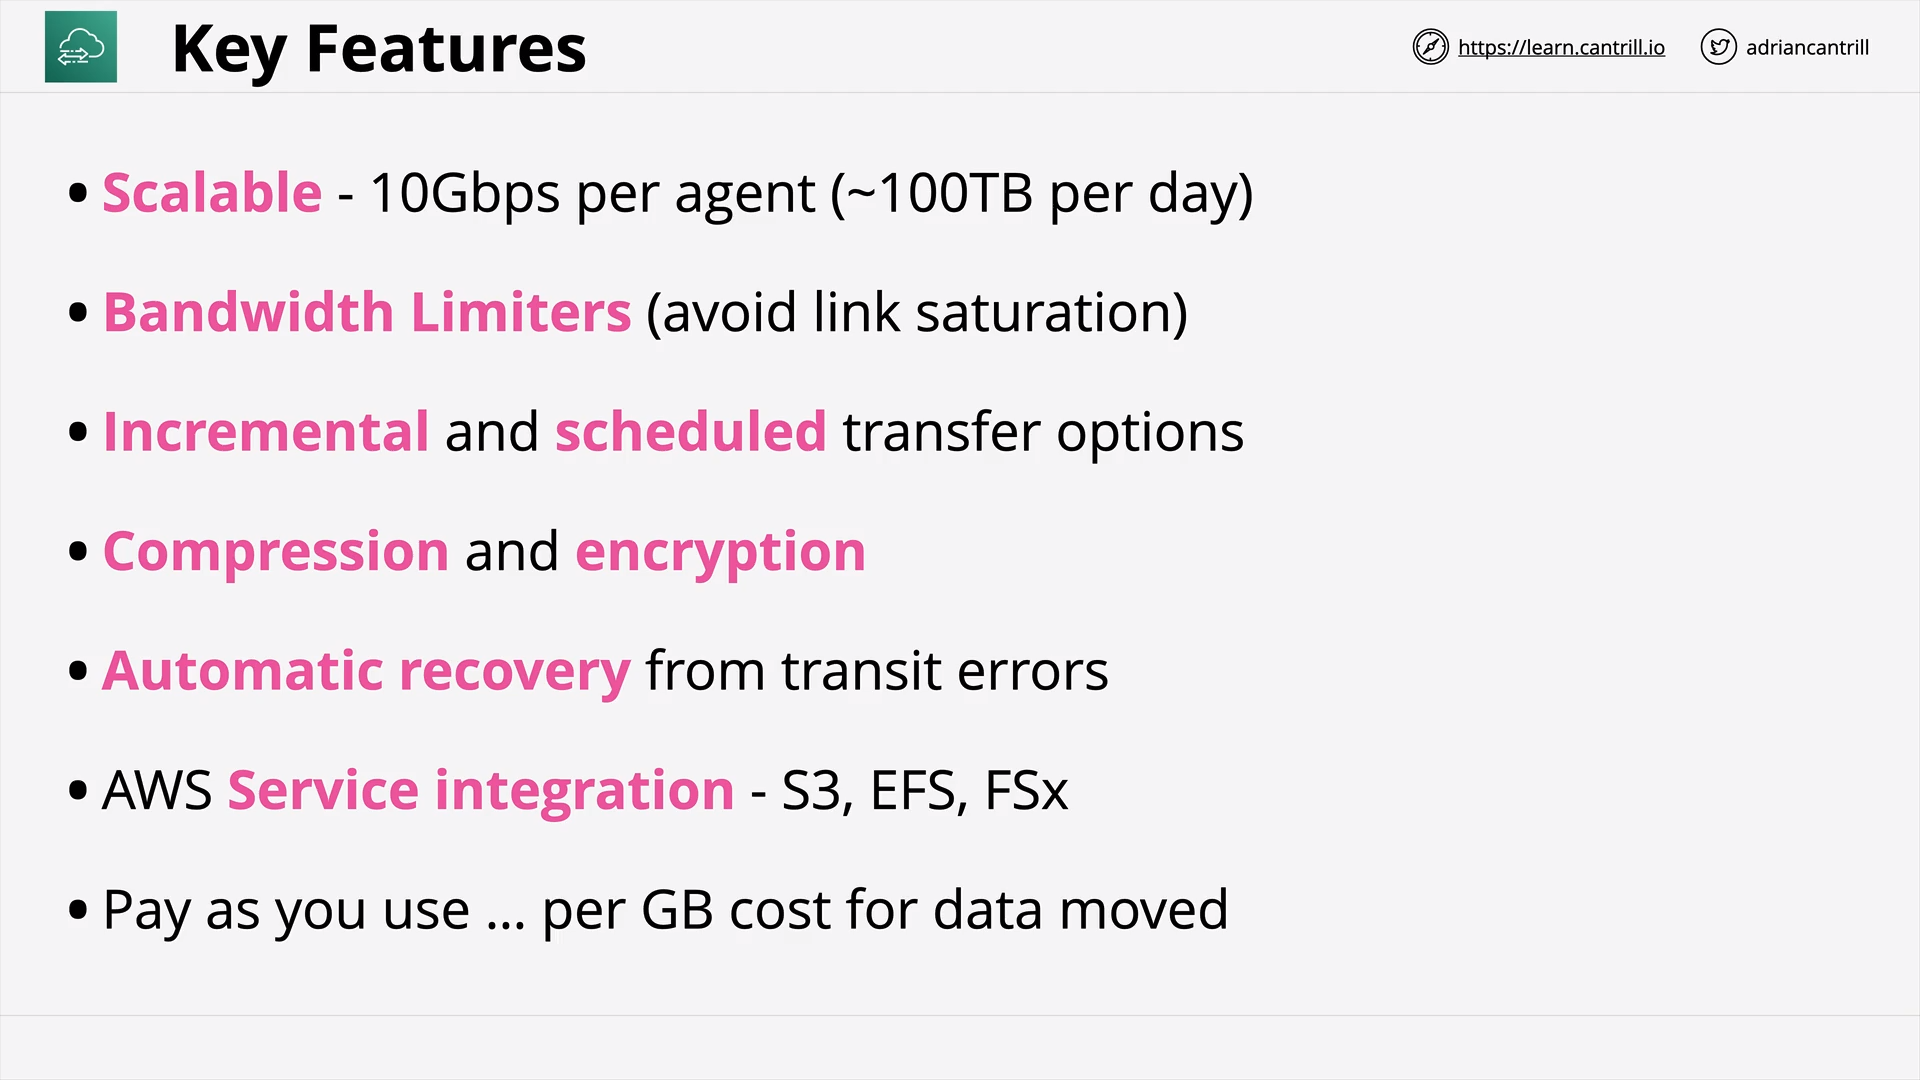 Key Features
https://learn.cantrill.io
adriancantrill
• Scalable - 10Gbps per agent (~100TB per day)
• Bandwidth Limiters (avoid link saturation)
• Incremental and scheduled transfer options
• Compression and encryption
• Automatic recovery from transit errors
• AWS Service integration - S3, EFS, FSx
• Pay as you use ... per GB cost for data moved